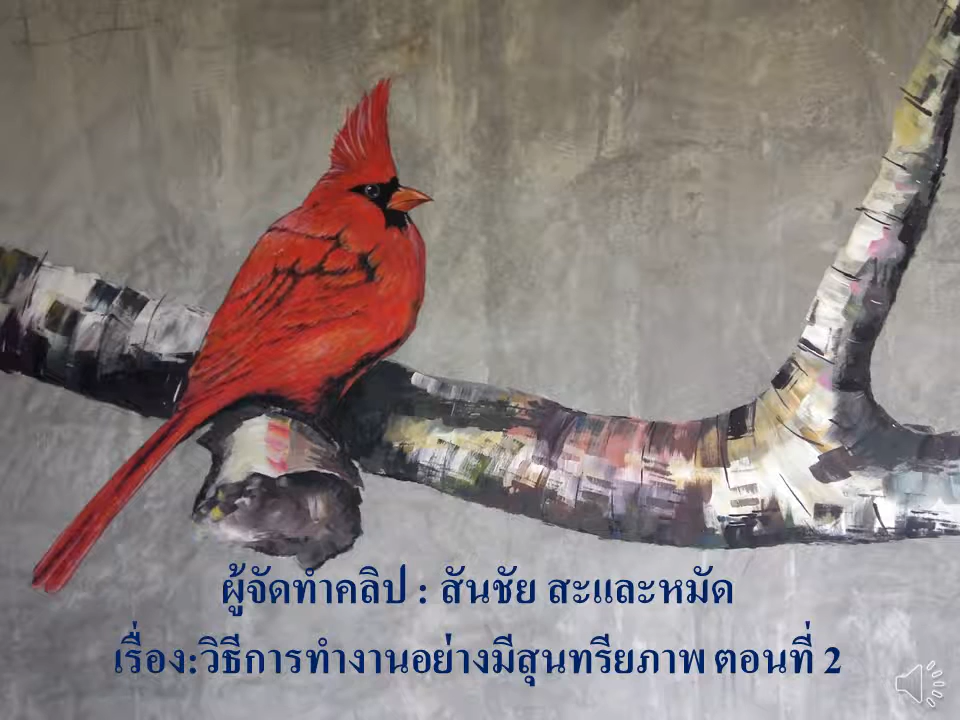 ผู้จัดทำคลิป : สันชัย สะและหมัด
เรื่อง:วิธีการทำงานอย่างมีสุนทรียภาพ ตอนที่ 2